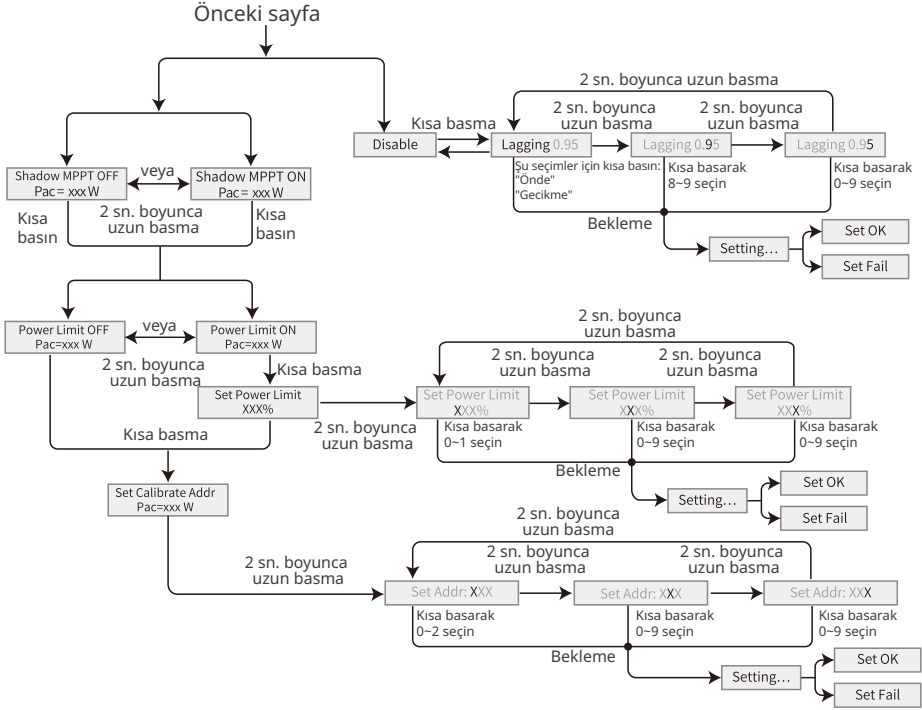 Önceki sayfa
2 sn. boyunca uzun basma
Kısa basma
2 sn. boyunca
uzun basma
2 sn. boyunca
uzun basma
Disable
Lagging 0.95
Lagging 0.95
Lagging 0.95
Şu seçimler için kısa basın:
"Önde"
"Gecikme"
Kısa basarak
8~9 seçin
Kısa basarak
0~9 seçin
Bekleme
Setting...
Set OK
Set Fail
Shadow MPPT OFF
Pac= xxx W
veya
Shadow MPPT ON
Pac= xxx W
Kısa
basın
2 sn. boyunca
uzun basma
Kısa
basın
Power Limit OFF
Pac=xxx W
veya
Power Limit ON
Pac=xxx W
2 sn. boyunca
uzun basma
Kısa basma
Set Power Limit
XXX%
2 sn. boyunca
uzun basma
2 sn. boyunca
uzun basma
2 sn. boyunca
uzun basma
2 sn. boyunca
uzun basma
Set Power Limit
XXX%
Set Power Limit
XXX%
Set Power Limit
XXX%
Kısa basarak
0~1 seçin
Kısa basarak
0~9 seçin
Kısa basarak
0~9 seçin
Bekleme
Setting...
Set OK
Set Fail
Kısa basma
Set Calibrate Addr
Pac=xxx W
2 sn. boyunca
uzun basma
2 sn. boyunca
uzun basma
2 sn. boyunca
uzun basma
2 sn. boyunca
uzun basma
Set Addr: XXX
Set Addr: XXX
Set Addr: XXX
Kısa basarak
0~2 seçin
Kısa basarak
0~9 seçin
Kısa basarak
0~9 seçin
Bekleme
Setting...
Set OK
Set Fail